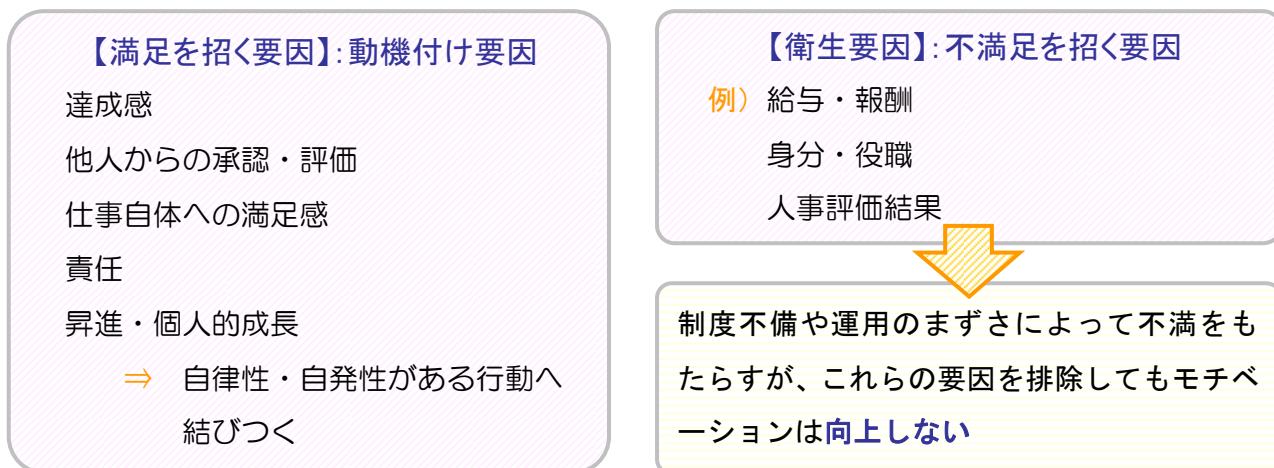 【満足を招く要因】：動機付け要因
達成感
他人からの承認・評価
仕事自体への満足感
責任
昇進・個人的成長
⇒ 自律性・自発性がある行動へ
結びつく
【衛生要因】：不満足を招く要因
例）給与・報酬
身分・役職
人事評価結果
制度不備や運用のまずさによって不満をも
たらすが、これらの要因を排除してもモチベ
ーションは向上しない